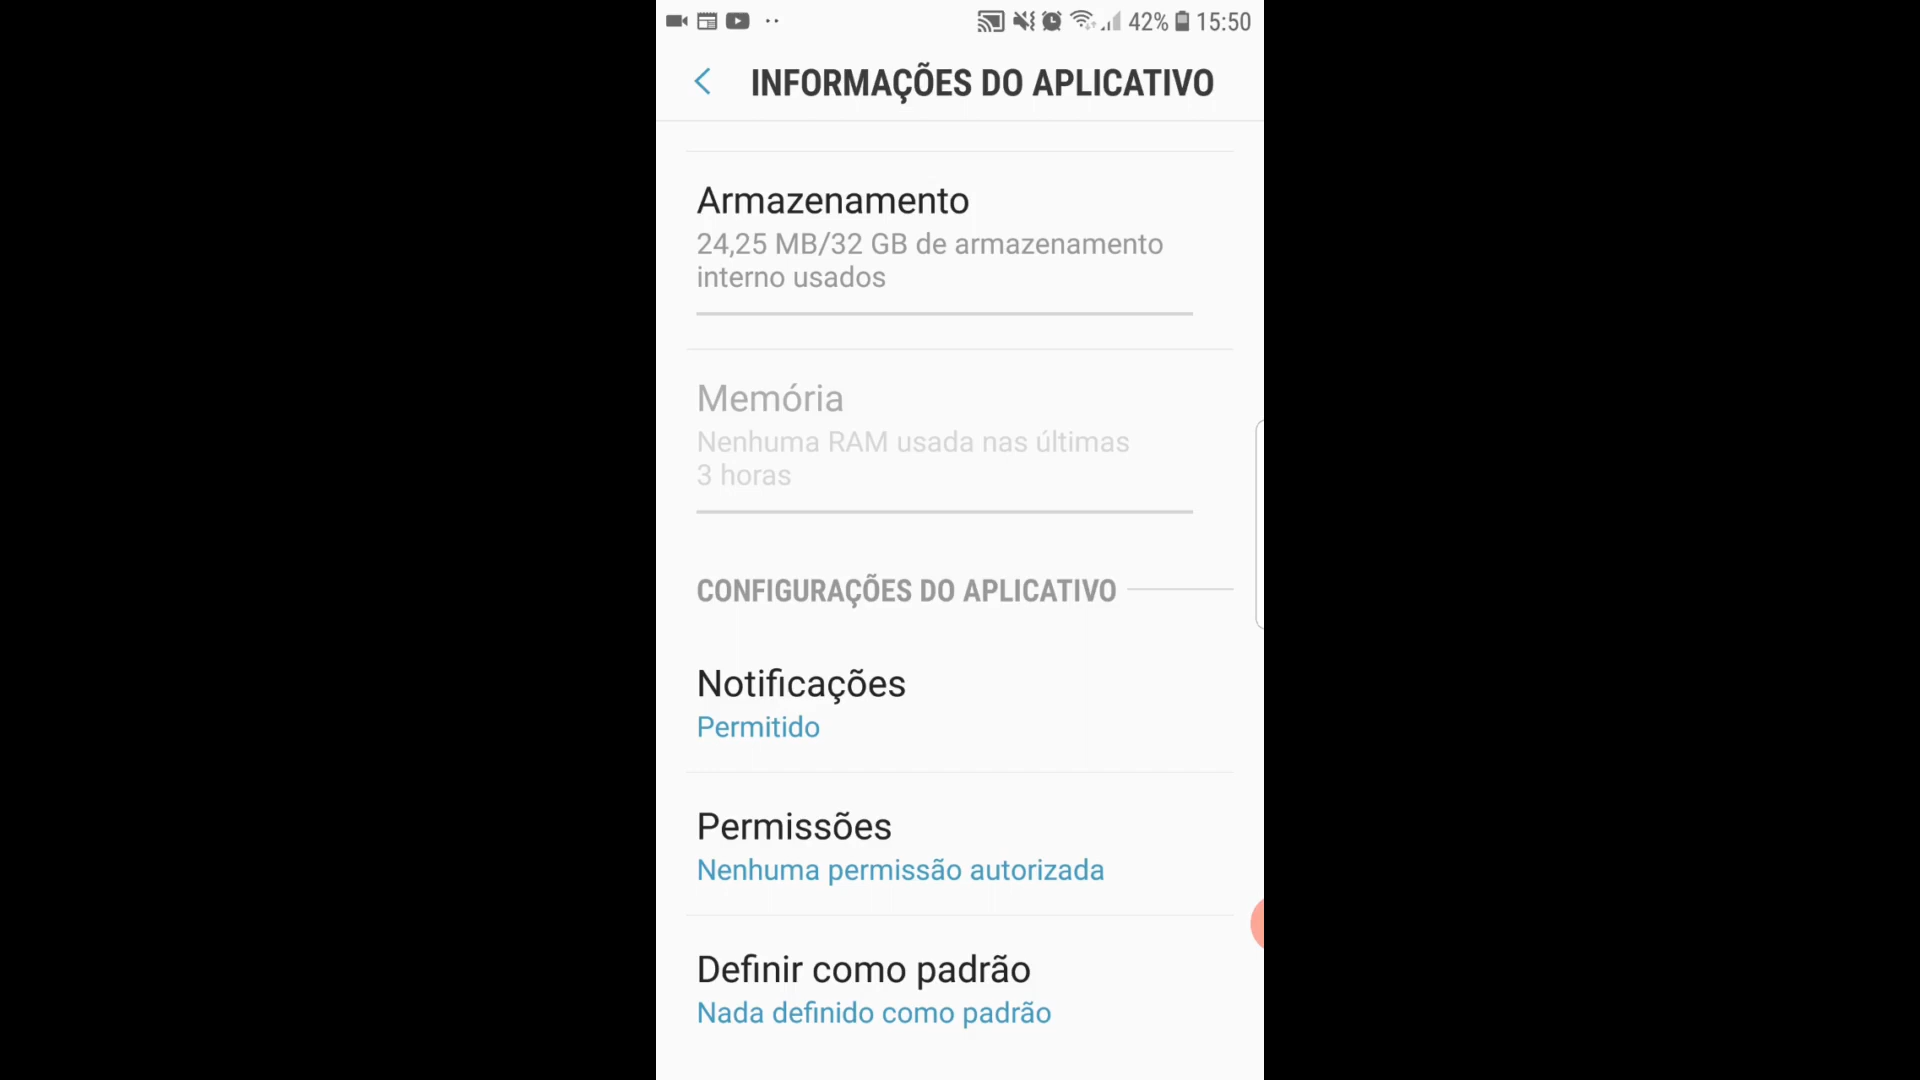 42% 15:50
INFORMAÇÕES DO APLICATIVO
Armazenamento
24,25 MB/32 GB de armazenamento
interno usados
Memória
Nenhuma RAM usada nas últimas
3 horas
CONFIGURAÇÕES DO APLICATIVO
Notificações
Permitido
Permissões
Nenhuma permissão autorizada
Definir como padrão
Nada definido como padrão